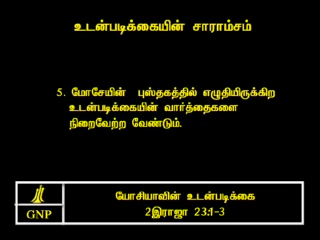 உடன்படிக்கையின் சாராம்சம்
5. மோசேயின் புஸ்தகத்தில் எழுதியிருக்கிற
உடன்படிக்கையின் வார்த்தைகளை
நிறைவேற்ற வேண்டும்.
யோசியாவின் உடன்படிக்கை
GNP
2இராஜா 23:1-3